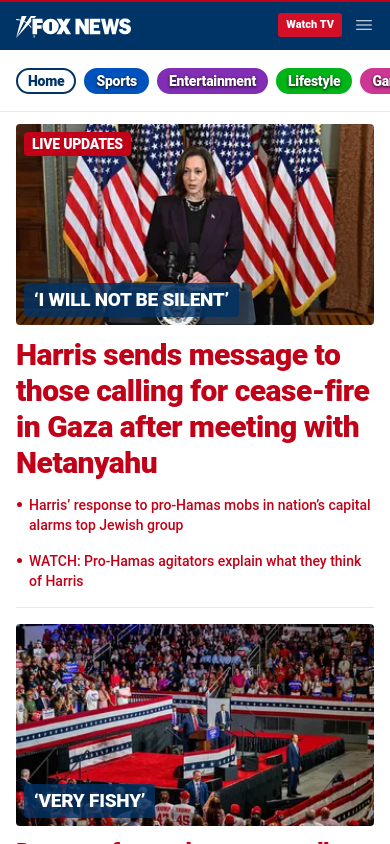 FOX NEWS
Watch TV
Home
Sports
Entertainment
Lifestyle
LIVE UPDATES
‘I WILL NOT BE SILENT’
Harris sends message to
those calling for cease-fire
in Gaza after meeting with
Netanyahu
• Harris’ response to pro-Hamas mobs in nation’s capital
alarms top Jewish group
• WATCH: Pro-Hamas agitators explain what they think
of Harris
‘VERY FISHY’